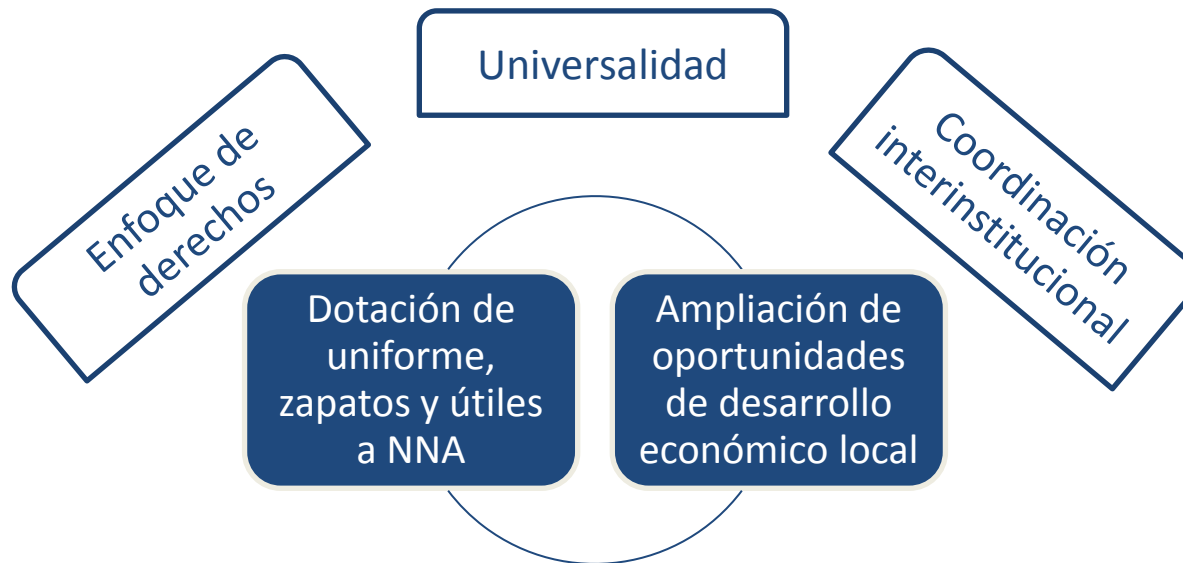 Universalidad
Enfoque de
derechos
Coordinación
interinstitucional
Dotación de
uniforme,
zapatos y útiles
a NNA
Ampliación de
oportunidades
de desarrollo
económico local